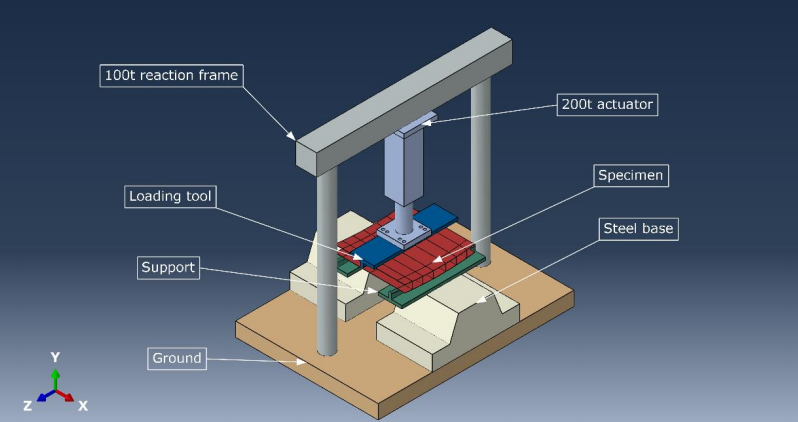 100t reaction frame
200t actuator
Specimen
Loading tool
Steel base
Support
Ground
Y
Z
X